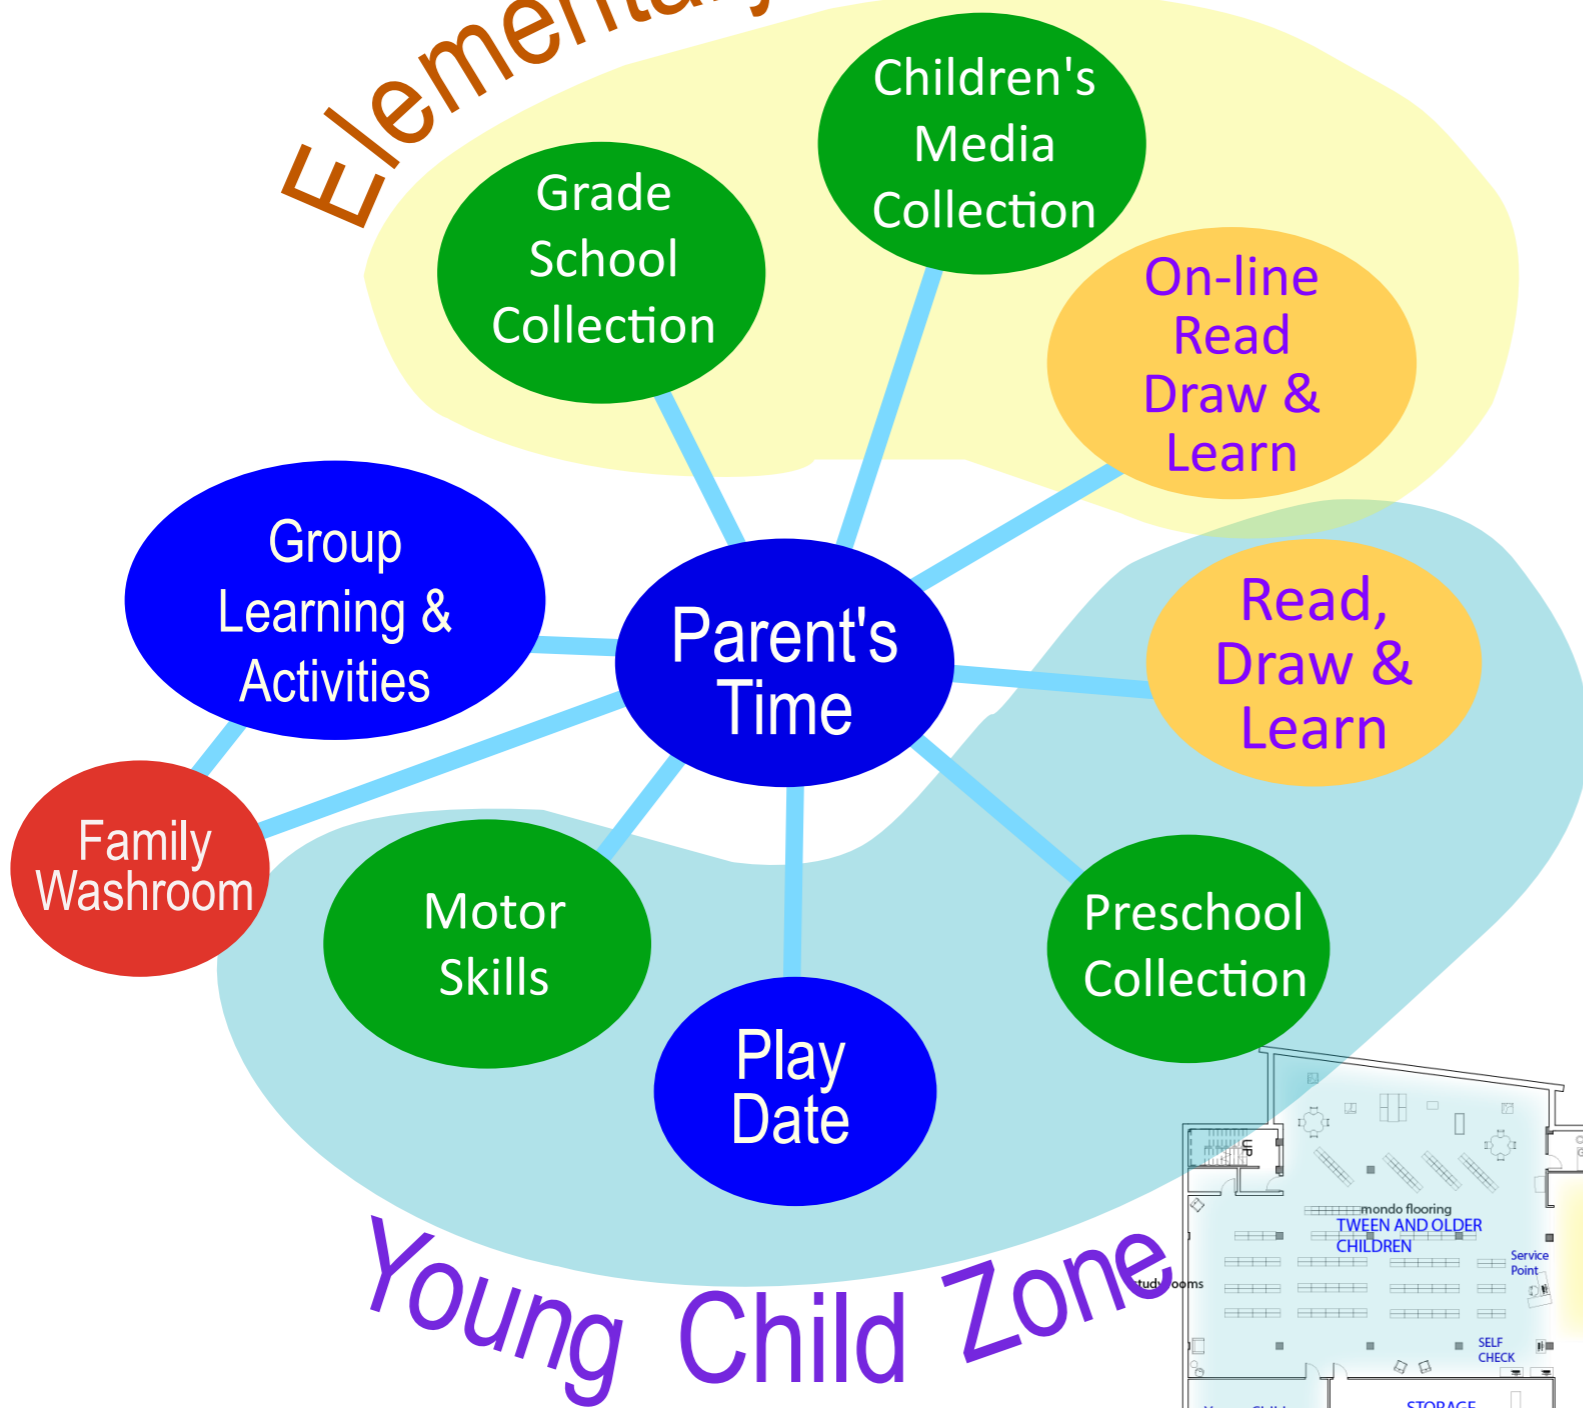 Elementary
Children's
Media
Collection
Grade
School
Collection
On-line
Read
Draw &
Learn
Group
Learning &
Activities
Parent's
Time
Read,
Draw &
Learn
Family
Washroom
Motor
Skills
Preschool
Collection
Play
Date
Young Child Zone
UP
mondo flooring
TWEEN AND OLDER
CHILDREN
Service
Point
SELF
CHECK
STORAGE